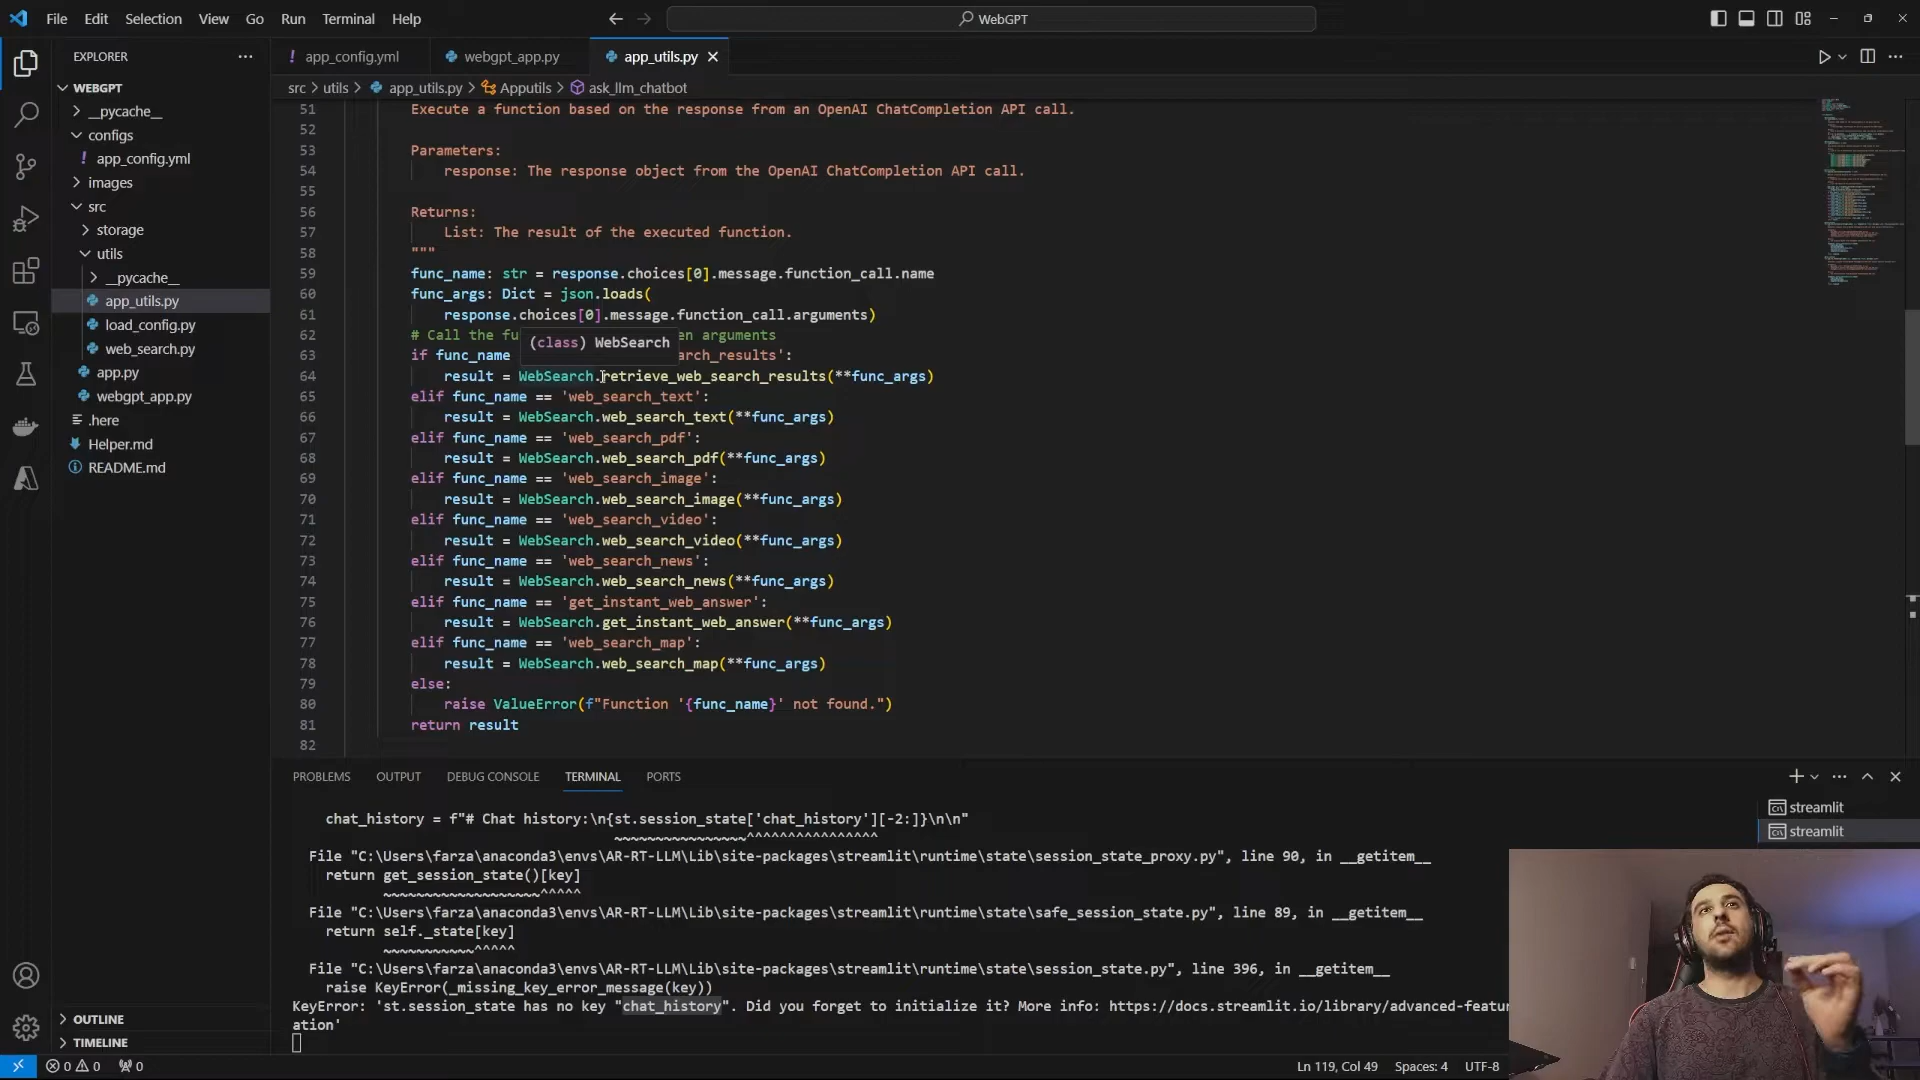 File Edit Selection View Go Run Terminal Help
WebGPT
EXPLORER
app_config.yml
webgpt_app.py
app_utils.py
WEBGPT
src > utils > app_utils.py > Apputils > ask_llm_chatbot
__pycache__
configs
! app_config.yml
images
src
storage
utils
__pycache__
app_utils.py
load_config.py
web_search.py
app.py
webgpt_app.py
.here
Helper.md
README.md
OUTLINE
TIMELINE
51 Execute a function based on the response from an OpenAI ChatCompletion API call.
52
53 Parameters:
54 response: The response object from the OpenAI ChatCompletion API call.
55
56 Returns:
57 List: The result of the executed function.
58 """
59 func_name: str = response.choices[0].message.function_call.name
60 func_args: Dict = json.loads(
61 response.choices[0].message.function_call.arguments)
62 # Call the fu en arguments
(class) WebSearch
63 if func_name arch_results':
64 result = WebSearch.retrieve_web_search_results(**func_args)
65 elif func_name == 'web_search_text':
66 result = WebSearch.web_search_text(**func_args)
67 elif func_name == 'web_search_pdf':
68 result = WebSearch.web_search_pdf(**func_args)
69 elif func_name == 'web_search_image':
70 result = WebSearch.web_search_image(**func_args)
71 elif func_name == 'web_search_video':
72 result = WebSearch.web_search_video(**func_args)
73 elif func_name == 'web_search_news':
74 result = WebSearch.web_search_news(**func_args)
75 elif func_name == 'get_instant_web_answer':
76 result = WebSearch.get_instant_web_answer(**func_args)
77 elif func_name == 'web_search_map':
78 result = WebSearch.web_search_map(**func_args)
79 else:
80 raise ValueError(f"Function '{func_name}' not found.")
81 return result
82
PROBLEMS OUTPUT DEBUG CONSOLE TERMINAL PORTS
streamlit
streamlit
chat_history = f"# Chat history:\n{st.session_state['chat_history'][-2:]}\n\n"
~~~~~~~~~~~~~~~~^^^^^^^^^^^^^^^^
File "C:\Users\farza\anaconda3\envs\AR-RT-LLM\Lib\site-packages\streamlit\runtime\state\session_state_proxy.py", line 90, in __getitem__
return get_session_state()[key]
~~~~~~~~~~~~~~~~~~~^^^^^
File "C:\Users\farza\anaconda3\envs\AR-RT-LLM\Lib\site-packages\streamlit\runtime\state\safe_session_state.py", line 89, in __getitem__
return self._state[key]
~~~~~~~~~~~^^^^^
File "C:\Users\farza\anaconda3\envs\AR-RT-LLM\Lib\site-packages\streamlit\runtime\state\session_state.py", line 396, in __getitem__
raise KeyError(_missing_key_error_message(key))
KeyError: 'st.session_state has no key "chat_history". Did you forget to initialize it? More info: https://docs.streamlit.io/library/advanced-featur
ation'
0 0 0 Ln 119, Col 49 Spaces: 4 UTF-8